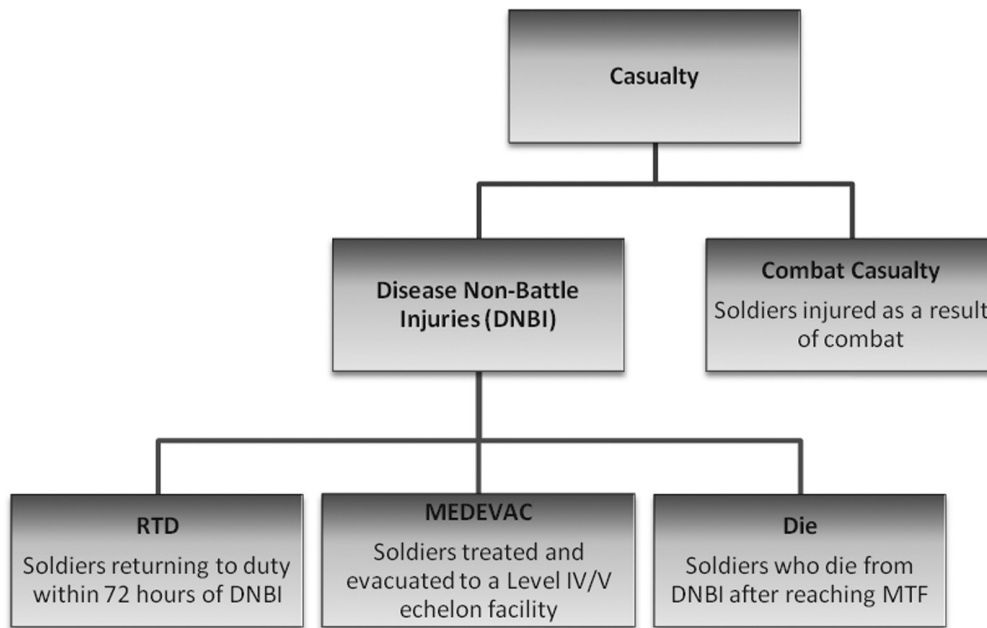 Casualty
Disease Non-Battle
Injuries (DNBI)
Combat Casualty
Soldiers injured as a result
of combat
RTD
Soldiers returning to duty
within 72 hours of DNBI
MEDEVAC
Soldiers treated and
evacuated to a Level IV/V
echelon facility
Die
Soldiers who die from
DNBI after reaching MTF